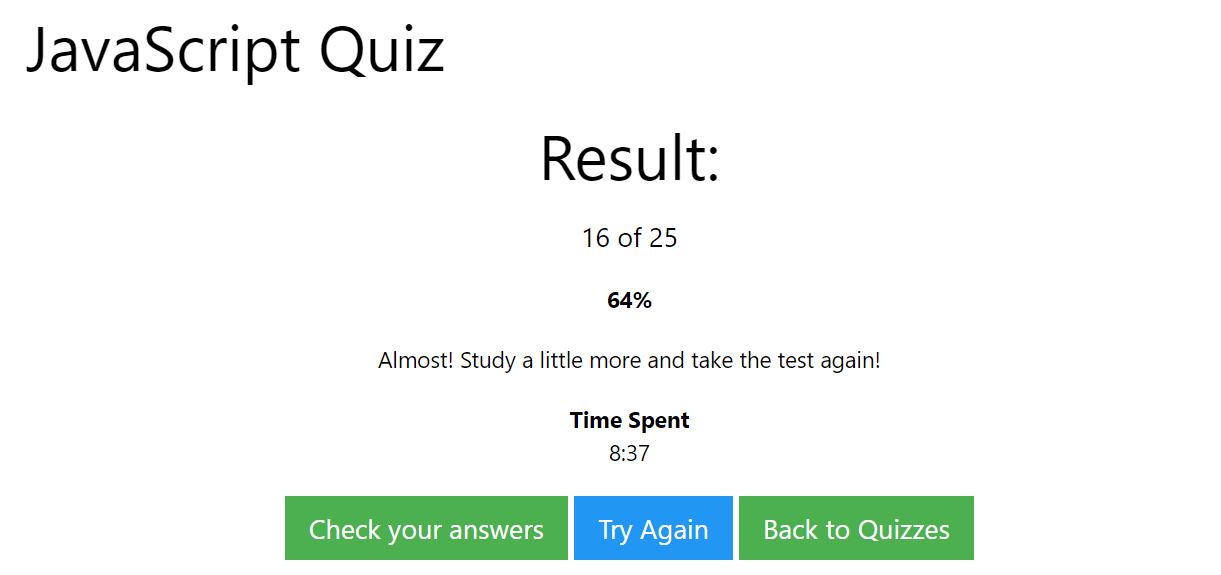 JavaScript Quiz
Result:
16 of 25
64%
Almost! Study a little more and take the test again!
Time Spent
8:37
Check your answers
Try Again
Back to Quizzes